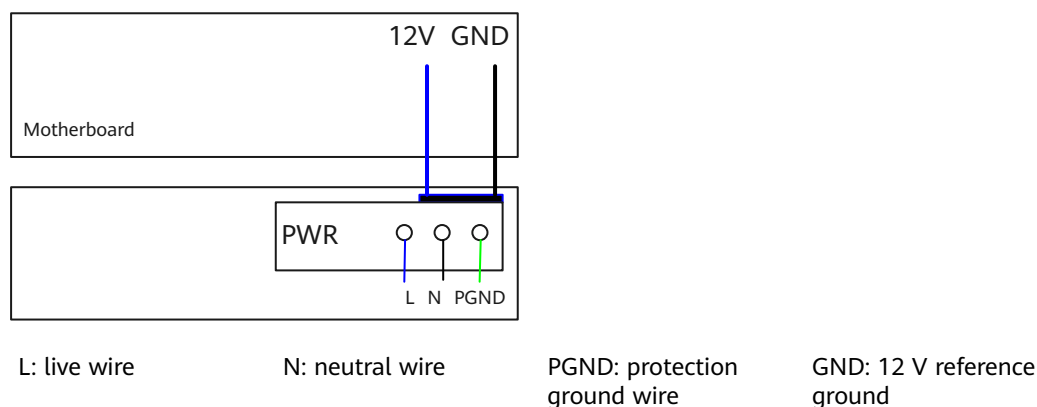 12V GND
Motherboard
PWR
L N PGND
L: live wire
N: neutral wire
PGND: protection
ground wire
GND: 12 V reference
ground